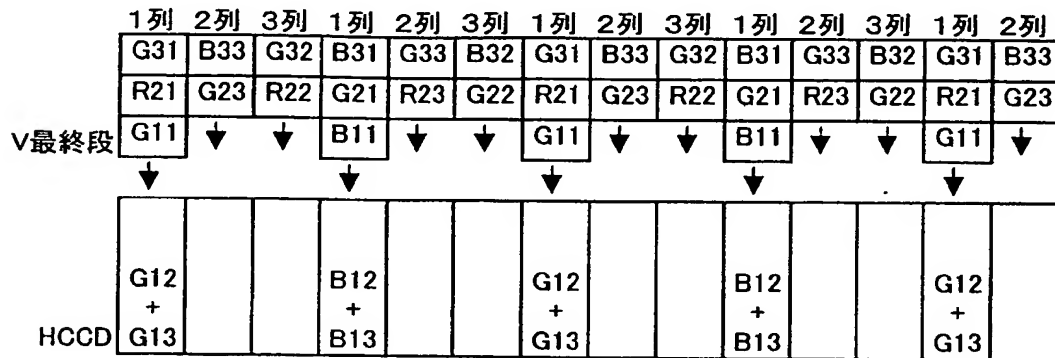 1列 2列 3列 1列 2列 3列 1列 2列 3列 1列 2列 3列 1列 2列
G31 B33 G32 B31 G33 B32 G31 B33 G32 B31 G33 B32 G31 B33
R21 G23 R22 G21 R23 G22 R21 G23 R22 G21 R23 G22 R21 G23
V最終段 G11 B11 G11 B11 G11
G12 B12 G12 B12 G12
+ + + + +
HCCD G13 B13 G13 B13 G13